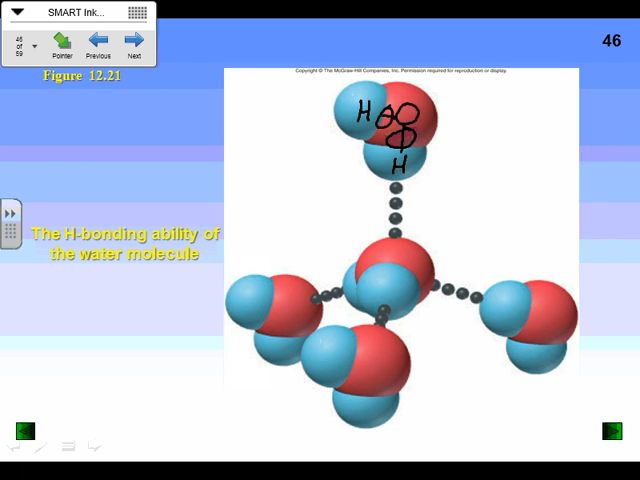 SMART Ink...
46
of
59
Pointer
Previous
Next
46
Figure 12.21
Copyright © The McGraw-Hill Companies, Inc. Permission required for reproduction or display.
H O
H
The H-bonding ability of
the water molecule